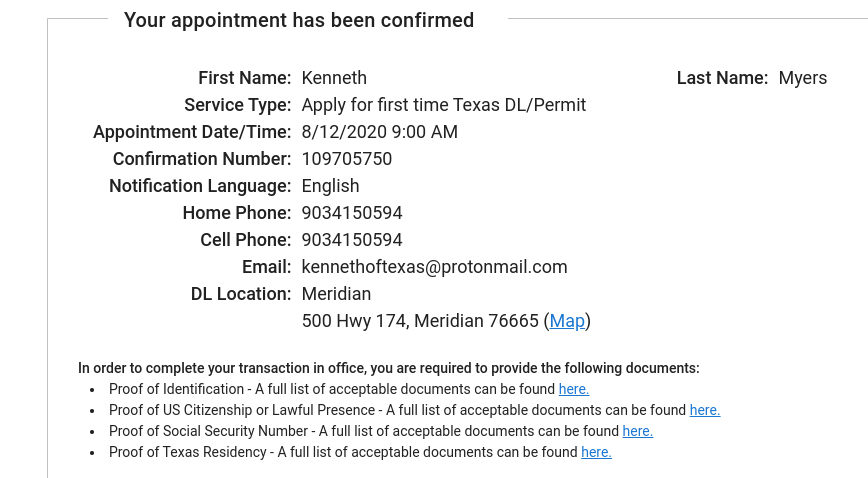 Your appointment has been confirmed
First Name: Kenneth Last Name: Myers
Service Type: Apply for first time Texas DL/Permit
Appointment Date/Time: 8/12/2020 9:00 AM
Confirmation Number: 109705750
Notification Language: English
Home Phone: 9034150594
Cell Phone: 9034150594
Email: kennethoftexas@protonmail.com
DL Location: Meridian
500 Hwy 174, Meridian 76665 (Map)
In order to complete your transaction in office, you are required to provide the following documents:
• Proof of Identification - A full list of acceptable documents can be found here.
• Proof of US Citizenship or Lawful Presence - A full list of acceptable documents can be found here.
• Proof of Social Security Number - A full list of acceptable documents can be found here.
• Proof of Texas Residency - A full list of acceptable documents can be found here.